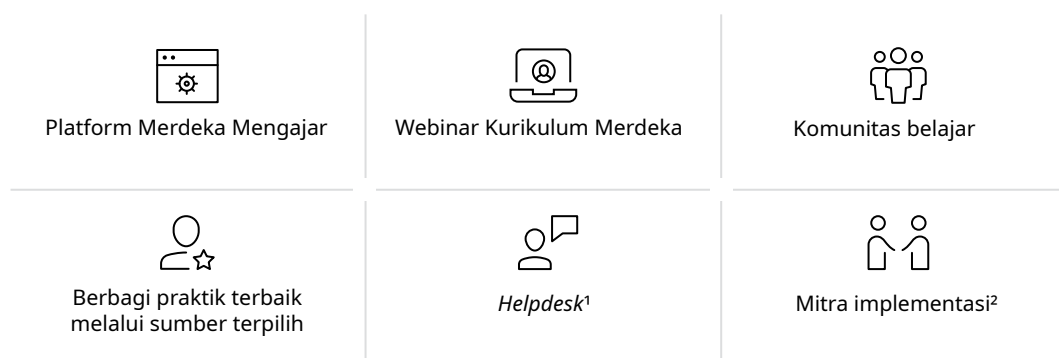 Platform Merdeka Mengajar
Webinar Kurikulum Merdeka
Komunitas belajar
Berbagi praktik terbaik
melalui sumber terpilih
Helpdesk¹
Mitra implementasi²